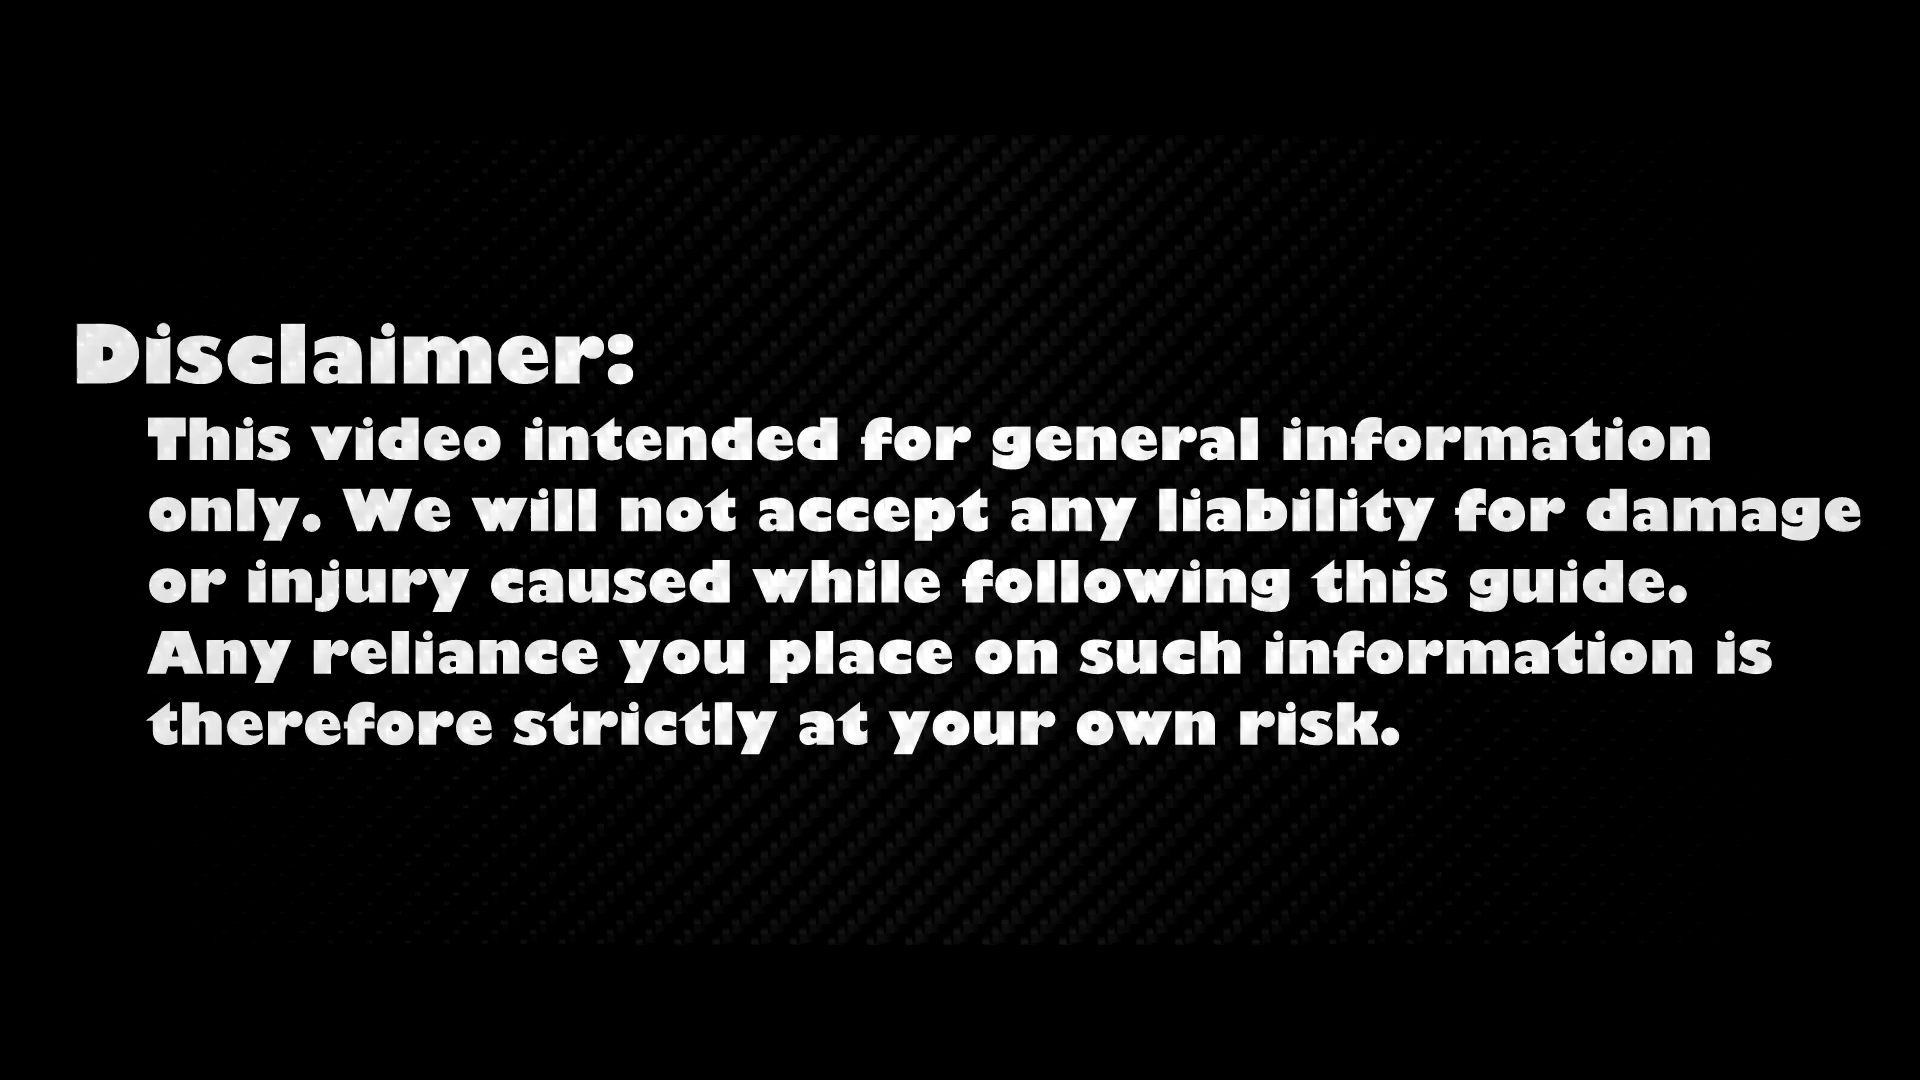 Disclaimer:
This video intended for general information
only. We will not accept any liability for damage
or injury caused while following this guide.
Any reliance you place on such information is
therefore strictly at your own risk.